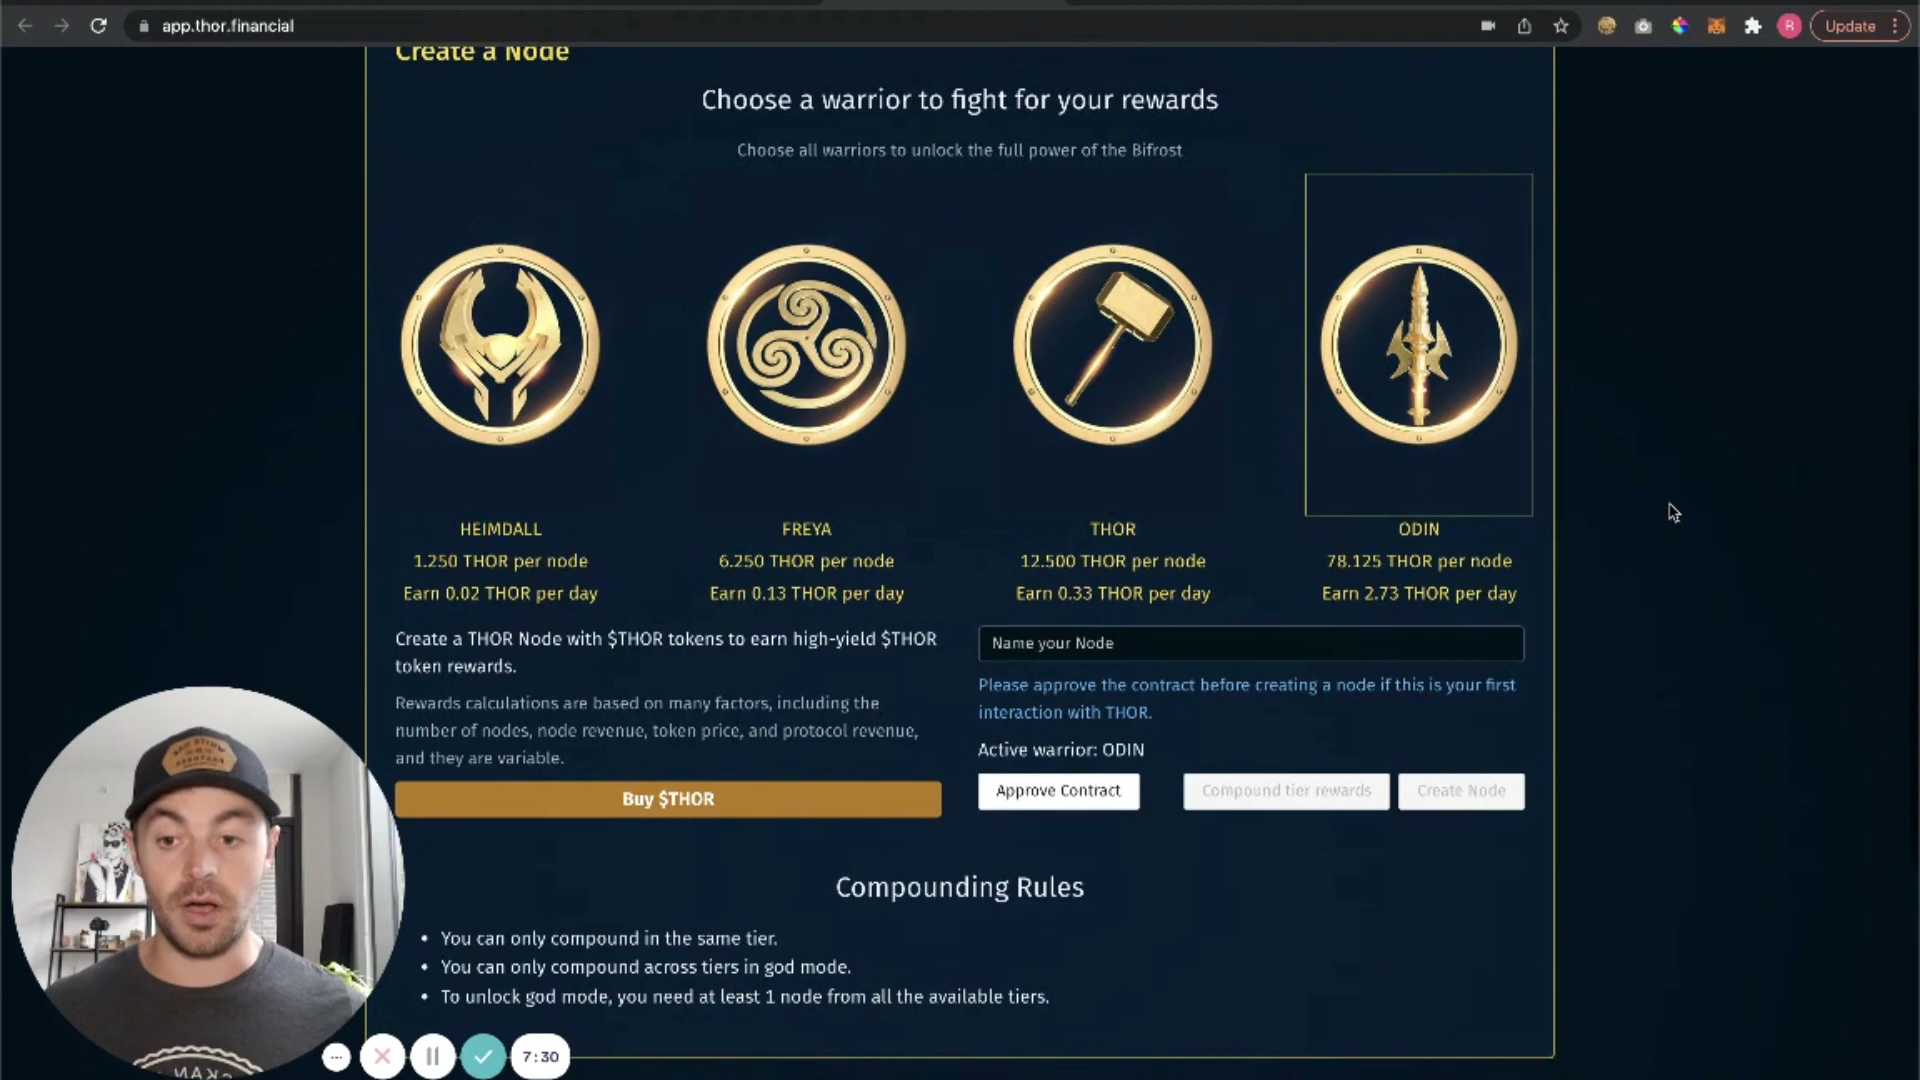 app.thor.financial
R
Update
Create a Node
Choose a warrior to fight for your rewards
Choose all warriors to unlock the full power of the Bifrost
HEIMDALL
1.250 THOR per node
Earn 0.02 THOR per day
FREYA
6.250 THOR per node
Earn 0.13 THOR per day
THOR
12.500 THOR per node
Earn 0.33 THOR per day
ODIN
78.125 THOR per node
Earn 2.73 THOR per day
Create a THOR Node with $THOR tokens to earn high-yield $THOR
token rewards.
Rewards calculations are based on many factors, including the
number of nodes, node revenue, token price, and protocol revenue,
and they are variable.
Buy $THOR
Name your Node
Please approve the contract before creating a node if this is your first
interaction with THOR.
Active warrior: ODIN
Approve Contract
Compound tier rewards
Create Node
Compounding Rules
• You can only compound in the same tier.
• You can only compound across tiers in god mode.
• To unlock god mode, you need at least 1 node from all the available tiers.
7:30